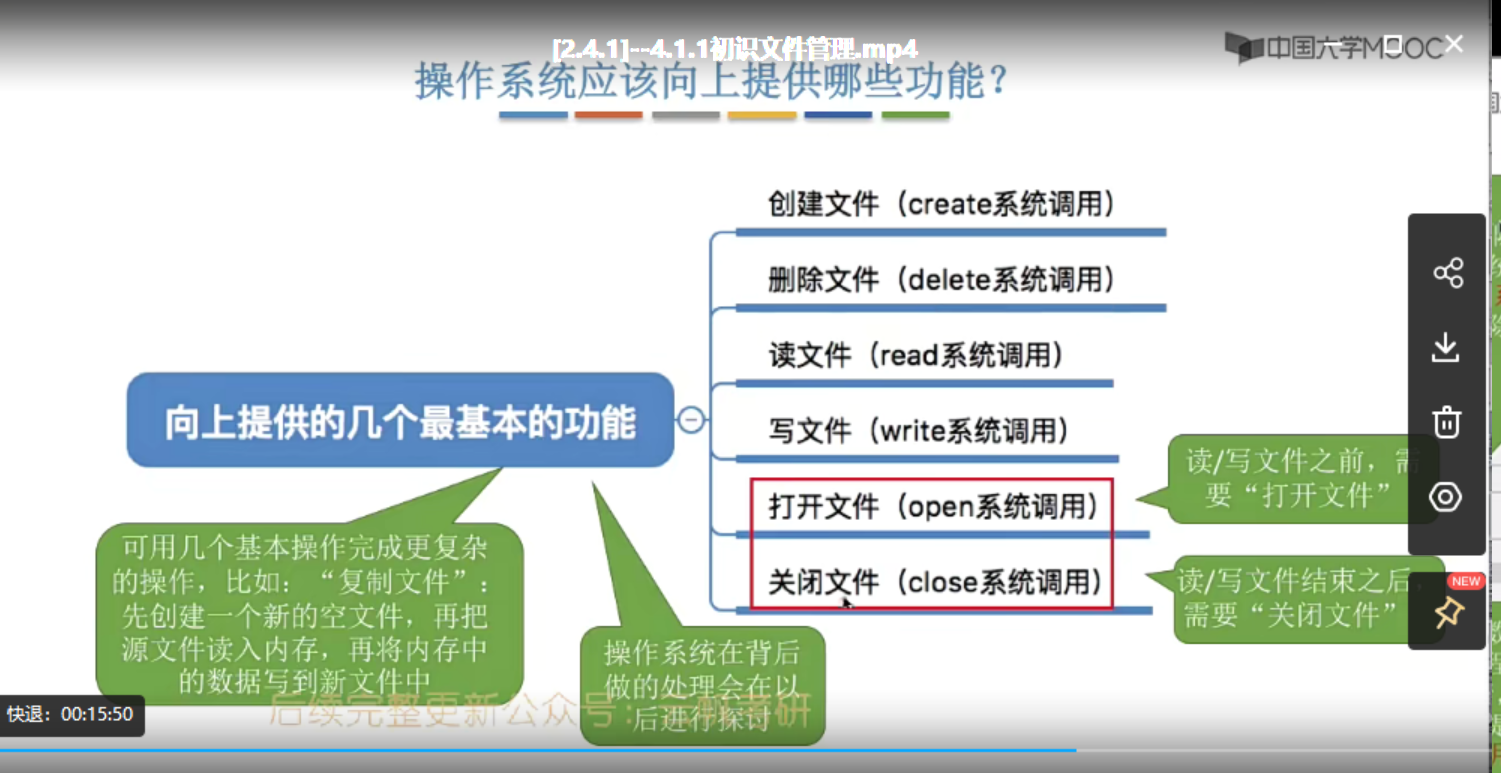 [2.4.1]--4.1.1初识文件管理.mp4
中国大学MOOC
操作系统应该向上提供哪些功能？
创建文件（create系统调用）
删除文件（delete系统调用）
读文件（read系统调用）
向上提供的几个最基本的功能
写文件（write系统调用）
打开文件（open系统调用）
关闭文件（close系统调用）
读/写文件之前，需
要“打开文件”
读/写文件结束之后，
需要“关闭文件”
NEW
可用几个基本操作完成更复杂
的操作，比如：“复制文件”：
先创建一个新的空文件，再把
源文件读入内存，再将内存中
的数据写到新文件中
操作系统在背后
做的处理会在以
后进行探讨
后续完整更新公众号：
考研
快退：00:15:50